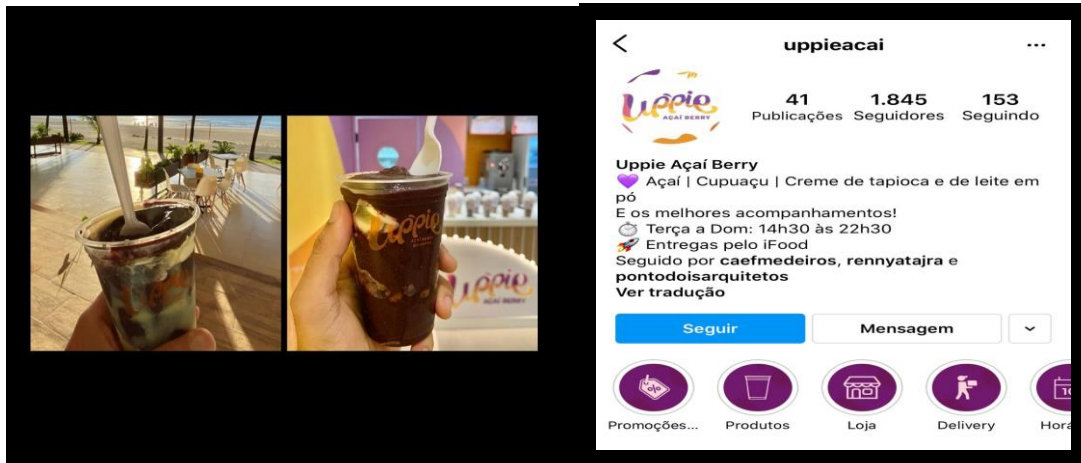 uppie
uppie
AÇAÍ BERRY
uppieacai
uppie
AÇAÍ BERRY
41 1.845 153
Publicações Seguidores Seguindo
Uppie Açaí Berry
💜 Açaí | Cupuaçu | Creme de tapioca e de leite em
pó
E os melhores acompanhamentos!
⏱ Terça a Dom: 14h30 às 22h30
🚀 Entregas pelo iFood
Seguido por caefmedeiros, rennyatajra e
pontodoisarquitetos
Ver tradução
Seguir Mensagem
Promoções... Produtos Loja Delivery Horá